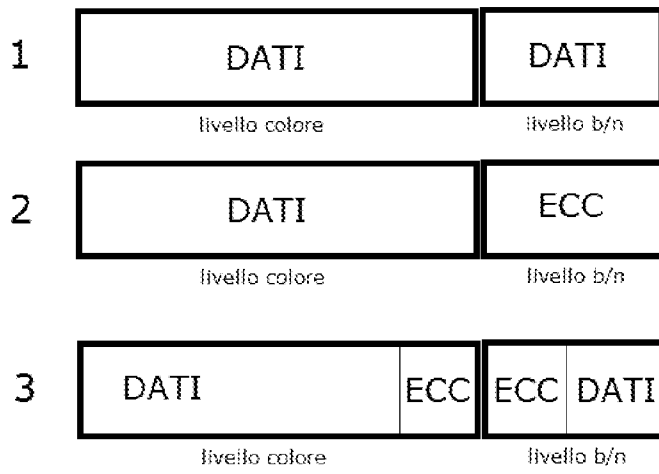 1 DATI DATI
livello colore livello b/n
2 DATI ECC
livello colore livello b/n
3 DATI ECC ECC DATI
livello colore livello b/n